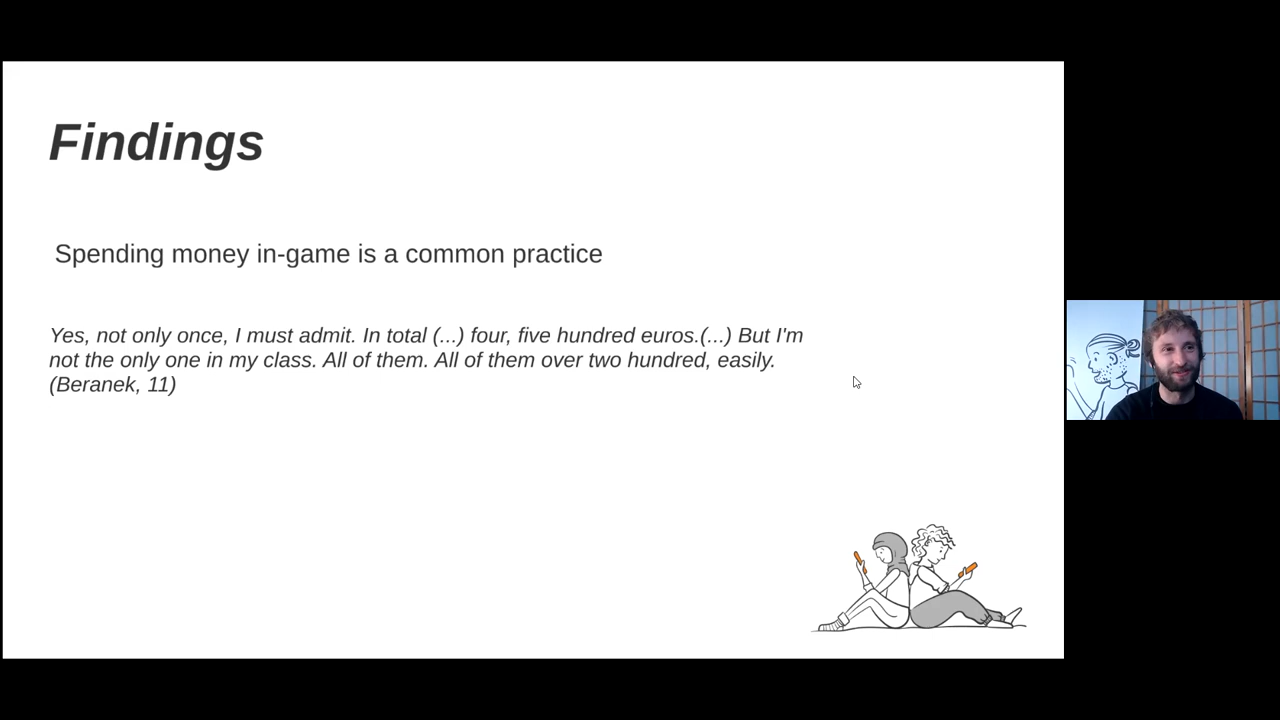 Findings
Spending money in-game is a common practice
Yes, not only once, I must admit. In total (...) four, five hundred euros.(...) But I'm
not the only one in my class. All of them. All of them over two hundred, easily.
(Beranek, 11)